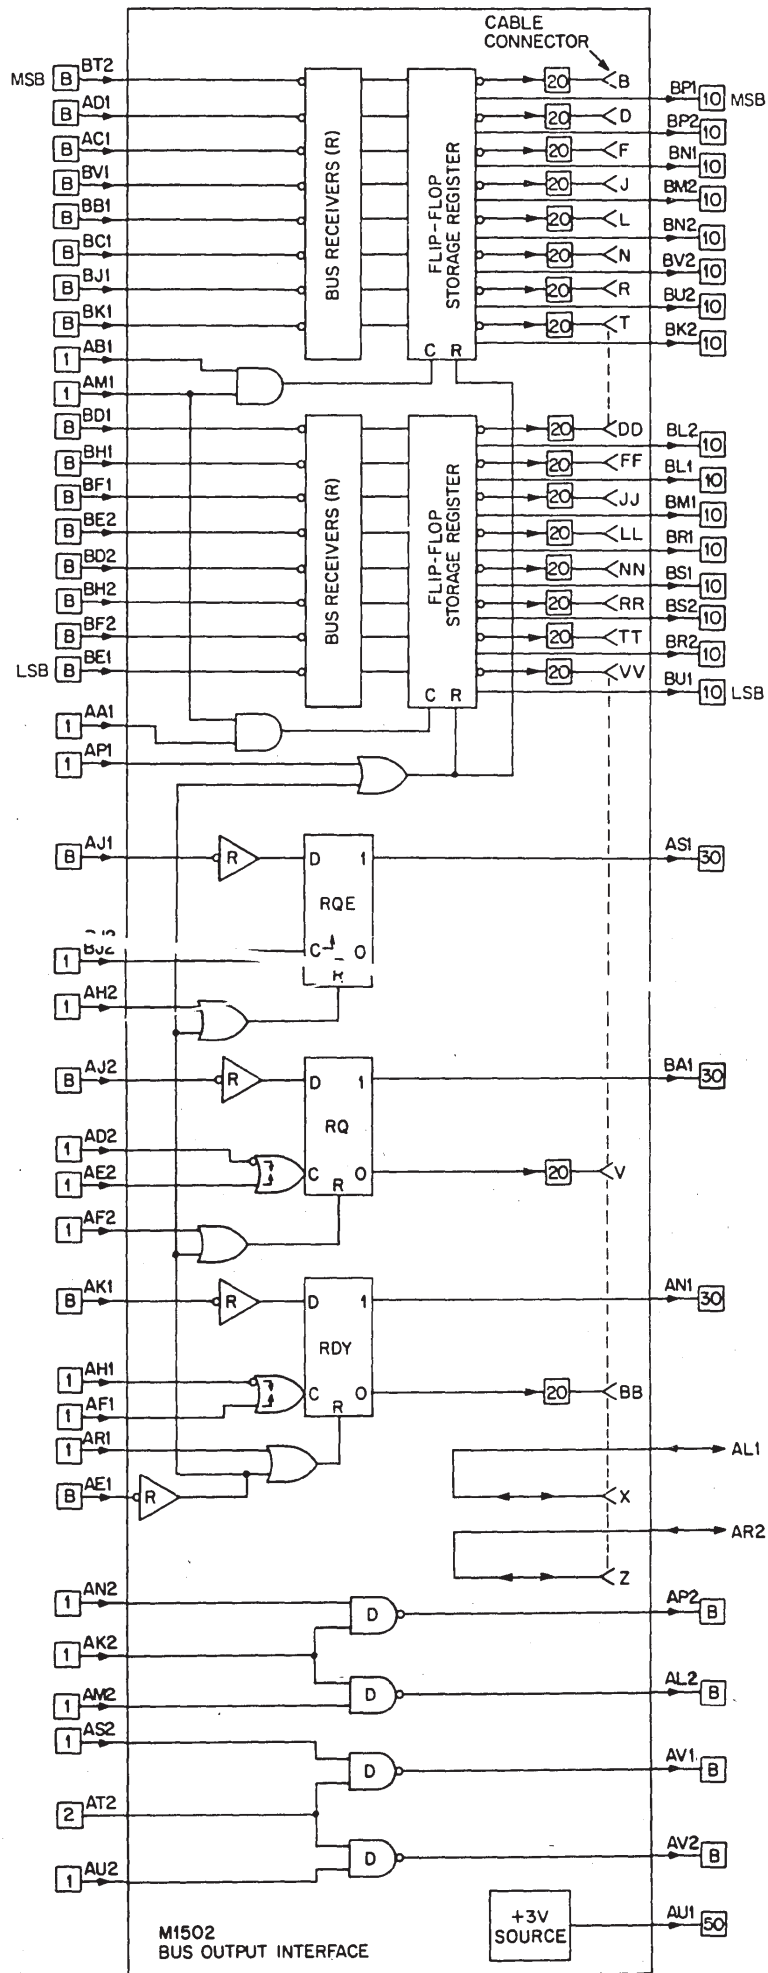 CABLE
CONNECTOR
MSB B BT2 20 B
BP1 10 MSB
B AD1 20 D
BP2 10
B AC1 20 F
BN1 10
B BV1 20 J
BM2 10
B BB1 20 L
BN2 10
B BC1 20 N
BV2 10
B BJ1 20 R
BU2 10
B BK1 20 T
BK2 10
BUS RECEIVERS (R)
FLIP-FLOP
STORAGE REGISTER
C R
1 AB1
1 AM1
B BD1 20 DD
BL2 10
B BH1 20 FF
BL1 10
B BF1 20 JJ
BM1 10
B BE2 20 LL
BR1 10
B BD2 20 NN
BS1 10
B BH2 20 RR
BS2 10
B BF2 20 TT
BR2 10
LSB B BE1 20 VV
BU1 10 LSB
BUS RECEIVERS (R)
FLIP-FLOP
STORAGE REGISTER
C R
1 AA1
1 AP1
B AJ1 R D 1 AS1 30
RQE
1 BJ2 C 0
R
1 AH2
B AJ2 R D 1 BA1 30
RQ
1 AD2
C 0 20 V
1 AE2
R
1 AF2
B AK1 R D 1 AN1 30
RDY
1 AH1
C 0 20 BB
1 AF1
R
1 AR1
AL1
B AE1 R X
AR2
Z
1 AN2 D AP2 B
1 AK2
1 AM2 D AL2 B
1 AS2
D AV1 B
2 AT2
D AV2 B
1 AU2
+3V
SOURCE
AU1 50
M1502
BUS OUTPUT INTERFACE